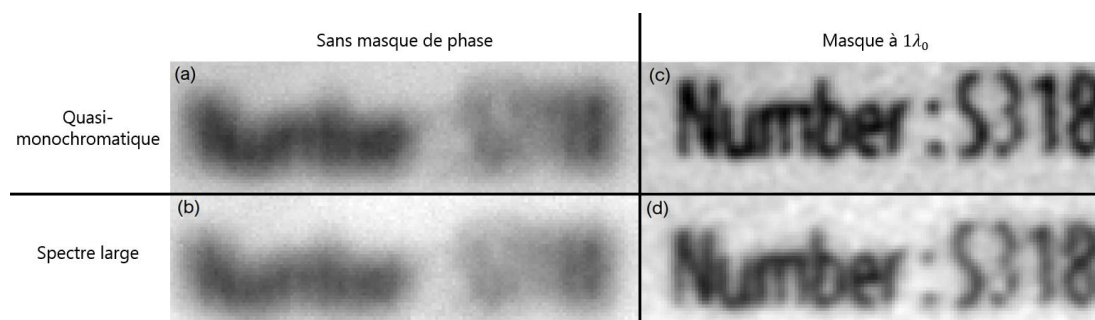 Sans masque de phase
Masque à 1λ₀
Quasi-
monochromatique
(a)
(c)
Number : S318
Spectre large
(b)
(d)
Number : S318